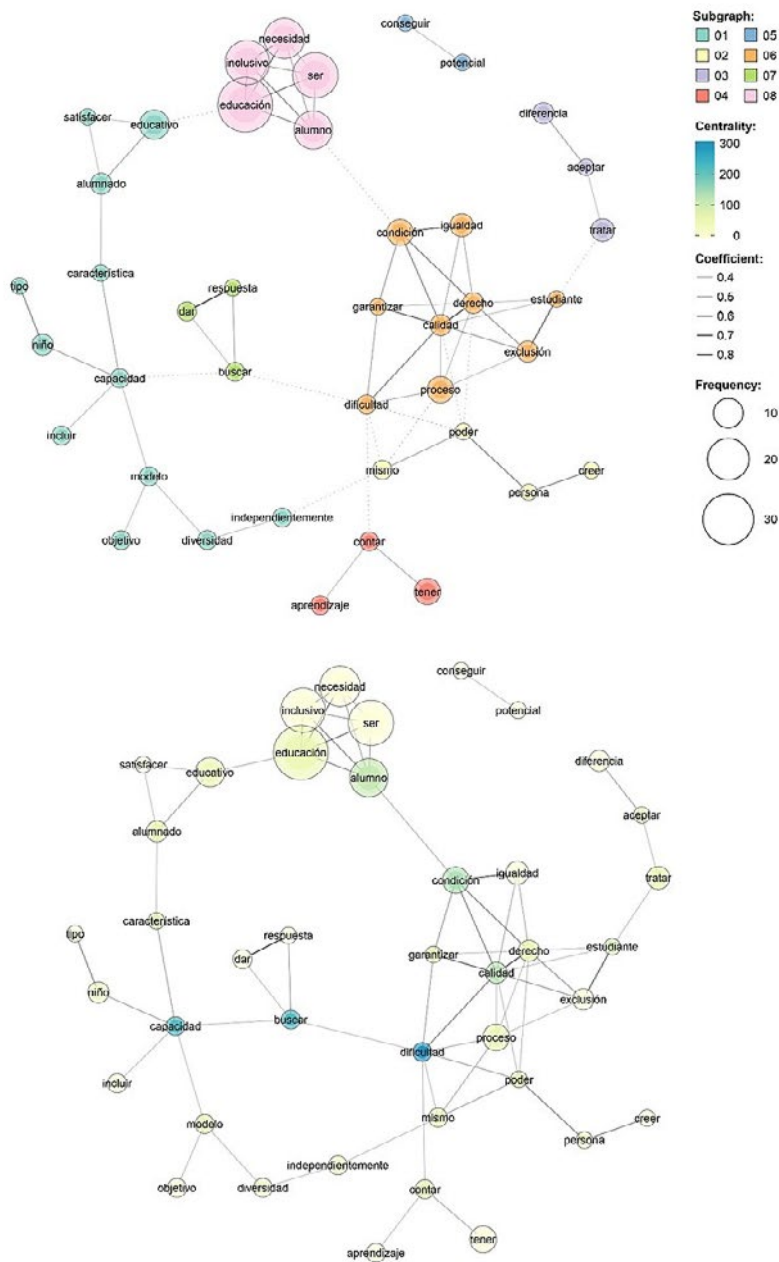 necesidad
inclusivo
ser
educación
alumno
conseguir
potencial
satisfacer
educativo
alumnado
diferencia
aceptar
tratar
condición
igualdad
característica
tipo
respuesta
dar
garantizar
derecho
estudiante
calidad
niño
exclusión
capacidad
buscar
proceso
dificultad
incluir
poder
mismo
creer
modelo
persona
independientemente
objetivo
diversidad
contar
tener
aprendizaje
Subgraph:
01 05
02 06
03 07
04 08
Centrality:
300
200
100
0
Coefficient:
0.4
0.5
0.6
0.7
0.8
Frequency:
10
20
30
necesidad
inclusivo
ser
educación
alumno
conseguir
potencial
satisfacer
educativo
alumnado
diferencia
aceptar
tratar
condición
igualdad
característica
tipo
respuesta
dar
garantizar
derecho
estudiante
calidad
niño
exclusión
capacidad
buscar
proceso
dificultad
incluir
poder
mismo
creer
modelo
persona
independientemente
objetivo
diversidad
contar
tener
aprendizaje